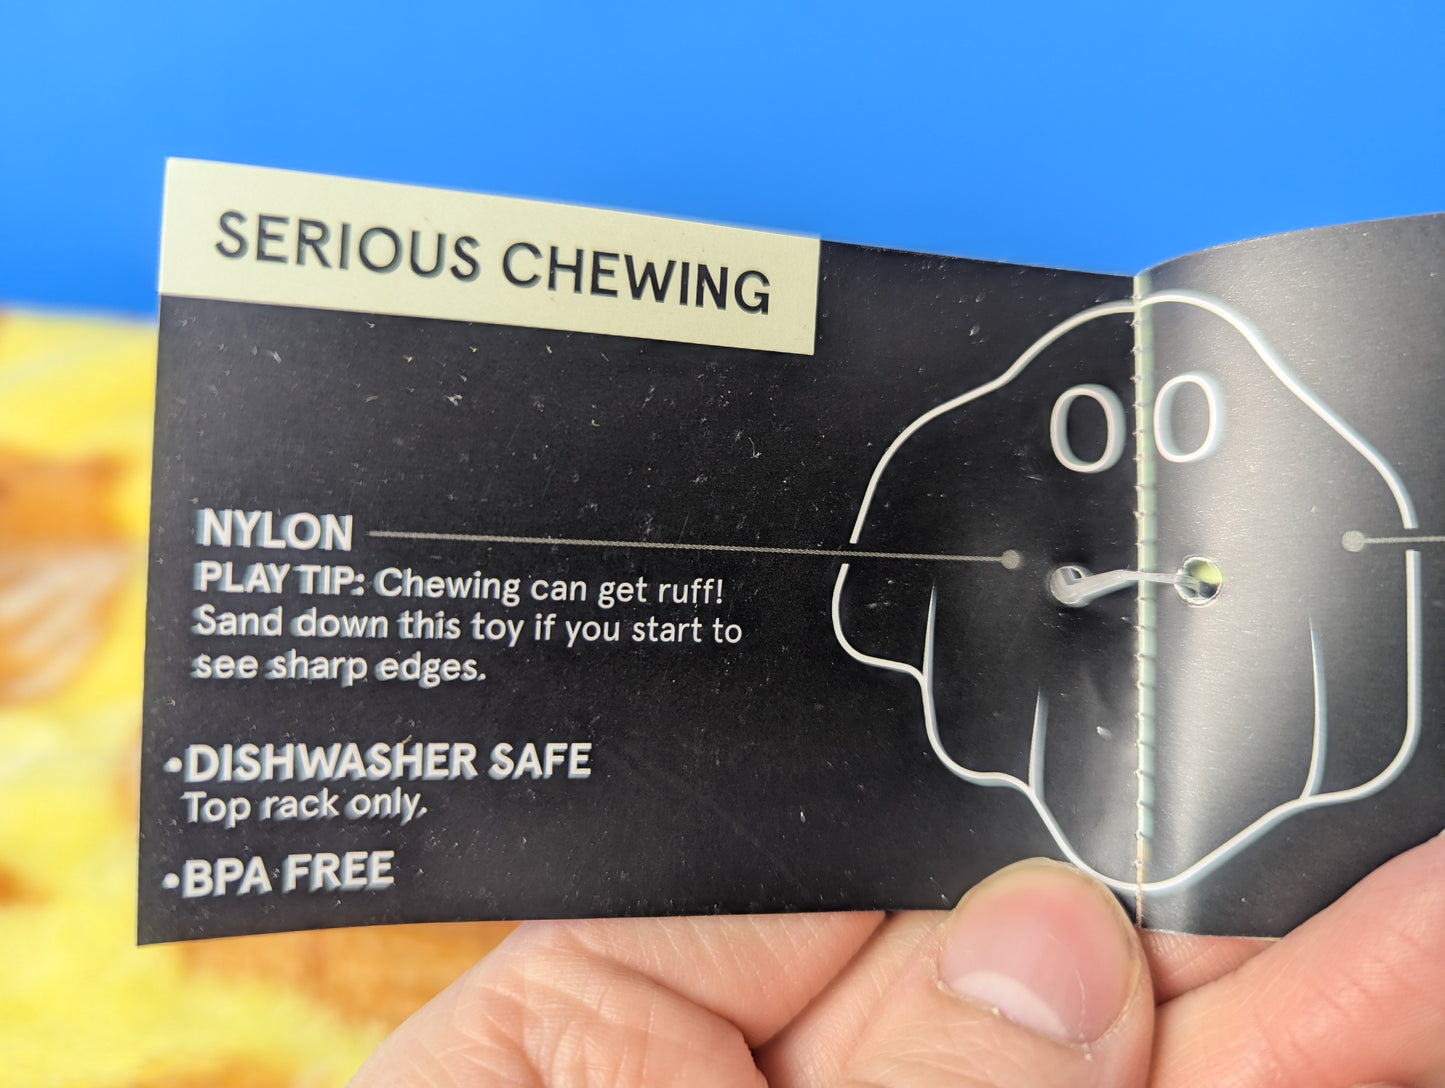 SERIOUS CHEWING
NYLON
PLAY TIP: Chewing can get ruff!
Sand down this toy if you start to
see sharp edges.
•DISHWASHER SAFE
Top rack only.
•BPA FREE